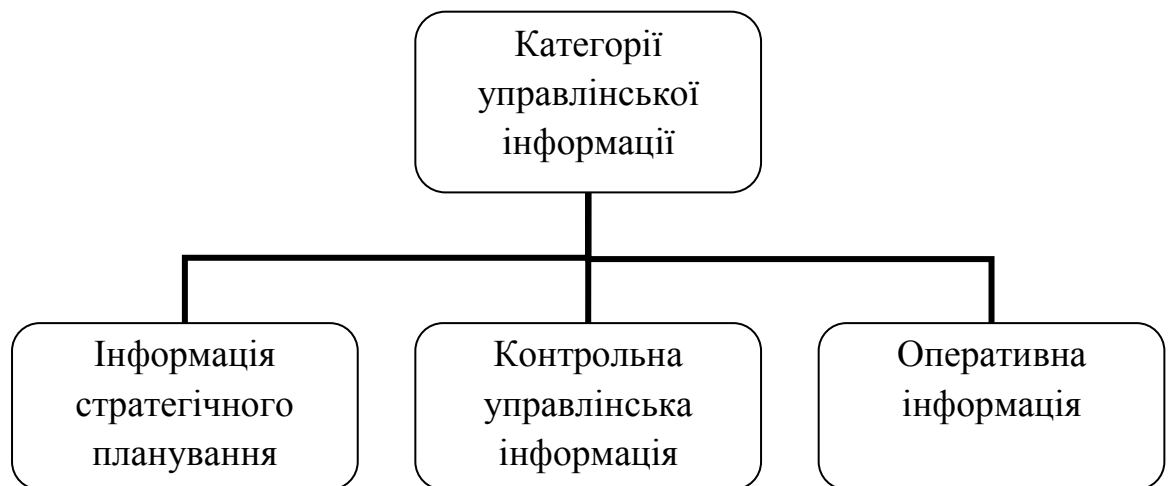 Категорії
управлінської
інформації
Інформація
стратегічного
планування
Контрольна
управлінська
інформація
Оперативна
інформація